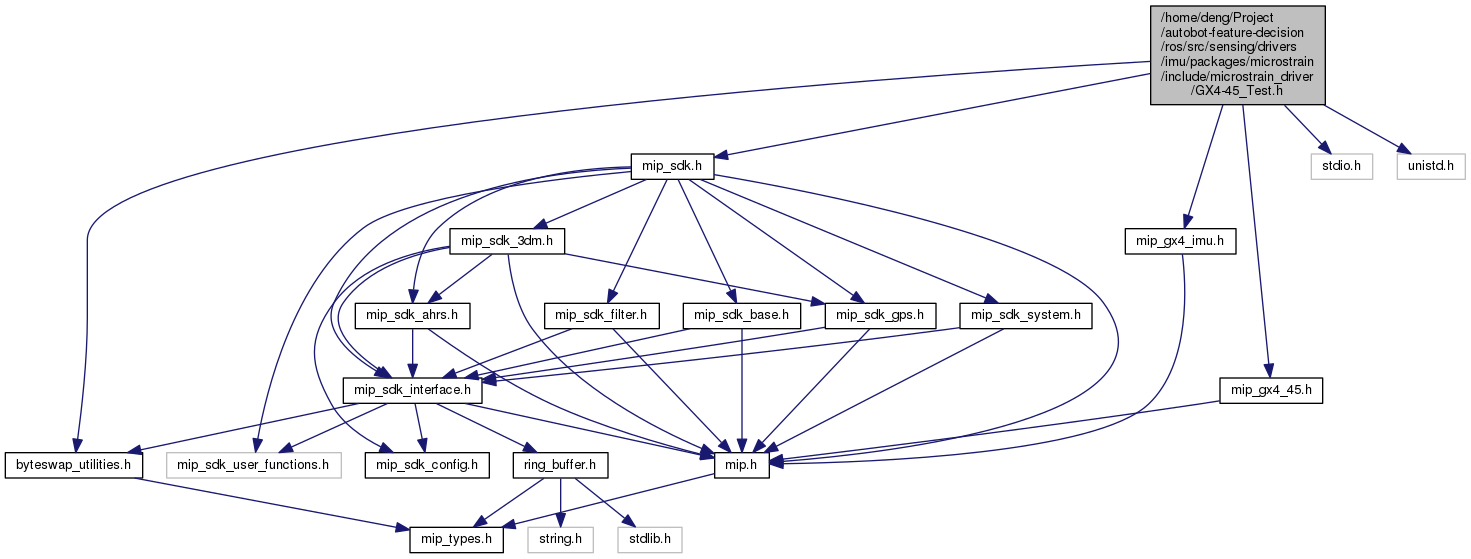 /home/deng/Project
/autobot-feature-decision
/ros/src/sensing/drivers
/imu/packages/microstrain
/include/microstrain_driver
/GX4-45_Test.h
mip_sdk.h
stdio.h
unistd.h
mip_sdk_3dm.h
mip_gx4_imu.h
mip_sdk_ahrs.h
mip_sdk_filter.h
mip_sdk_base.h
mip_sdk_gps.h
mip_sdk_system.h
mip_sdk_interface.h
mip_gx4_45.h
byteswap_utilities.h
mip_sdk_user_functions.h
mip_sdk_config.h
ring_buffer.h
mip.h
mip_types.h
string.h
stdlib.h